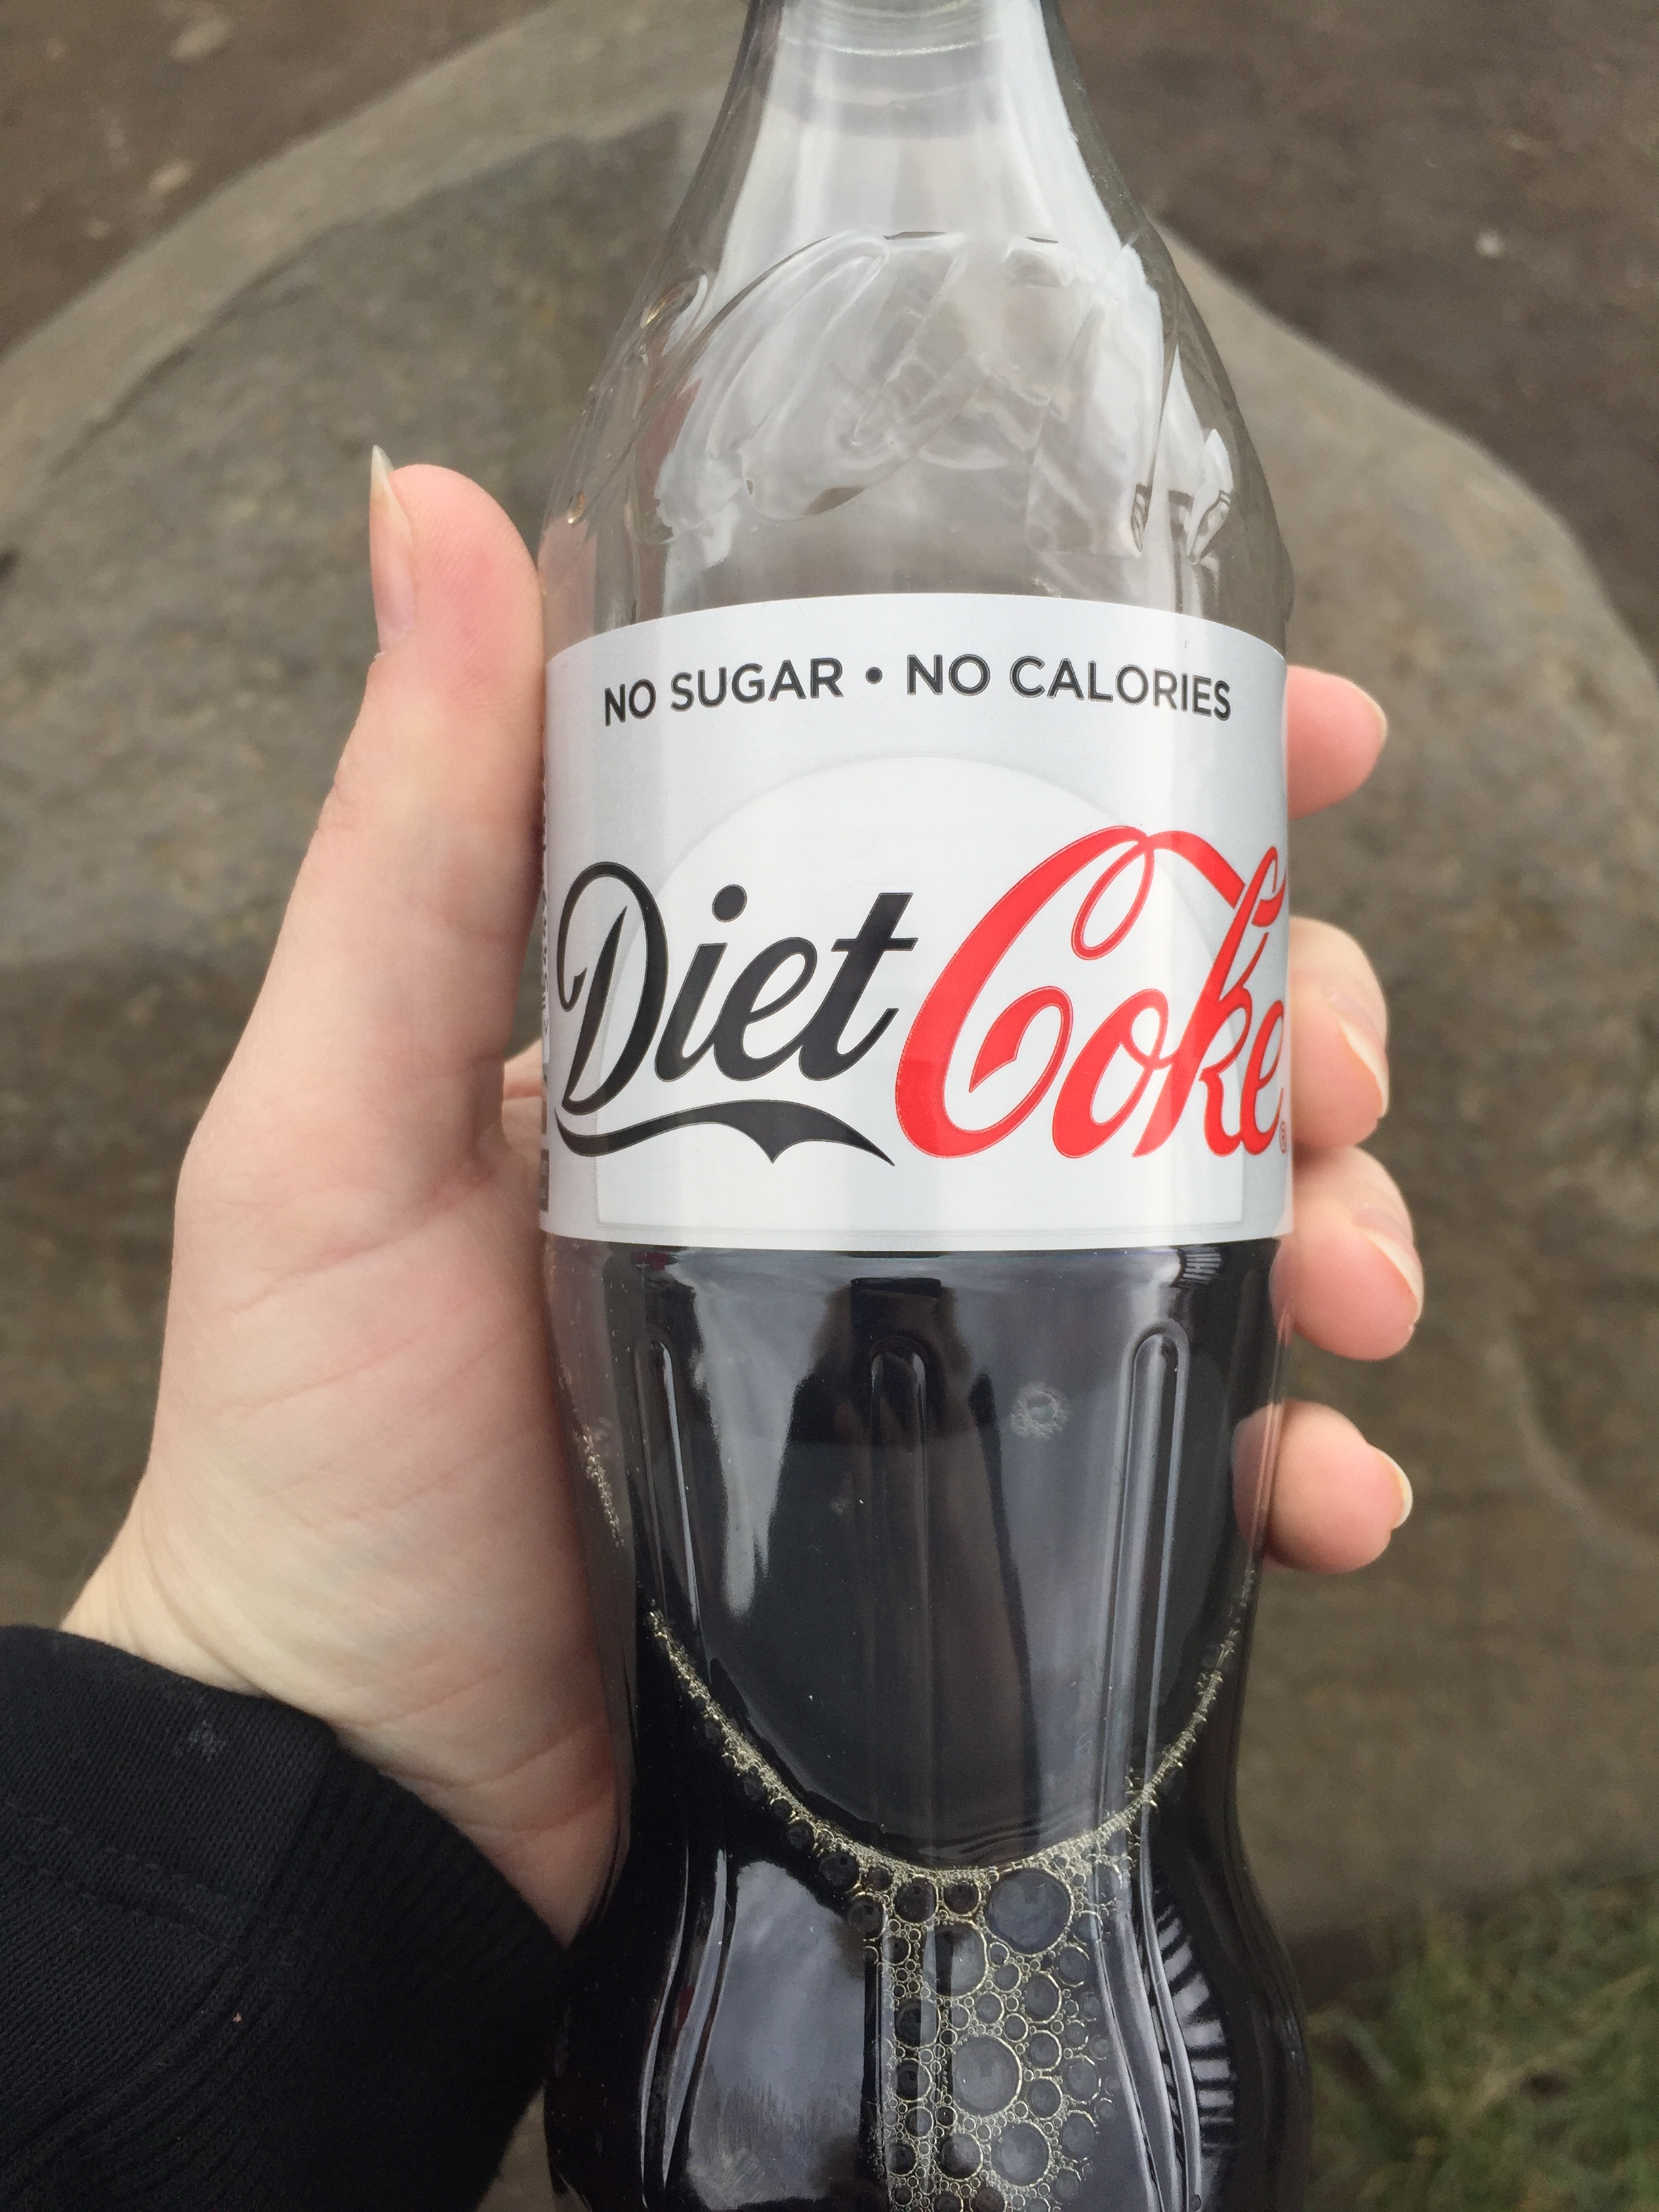 NO SUGAR • NO CALORIES
Diet Coke®